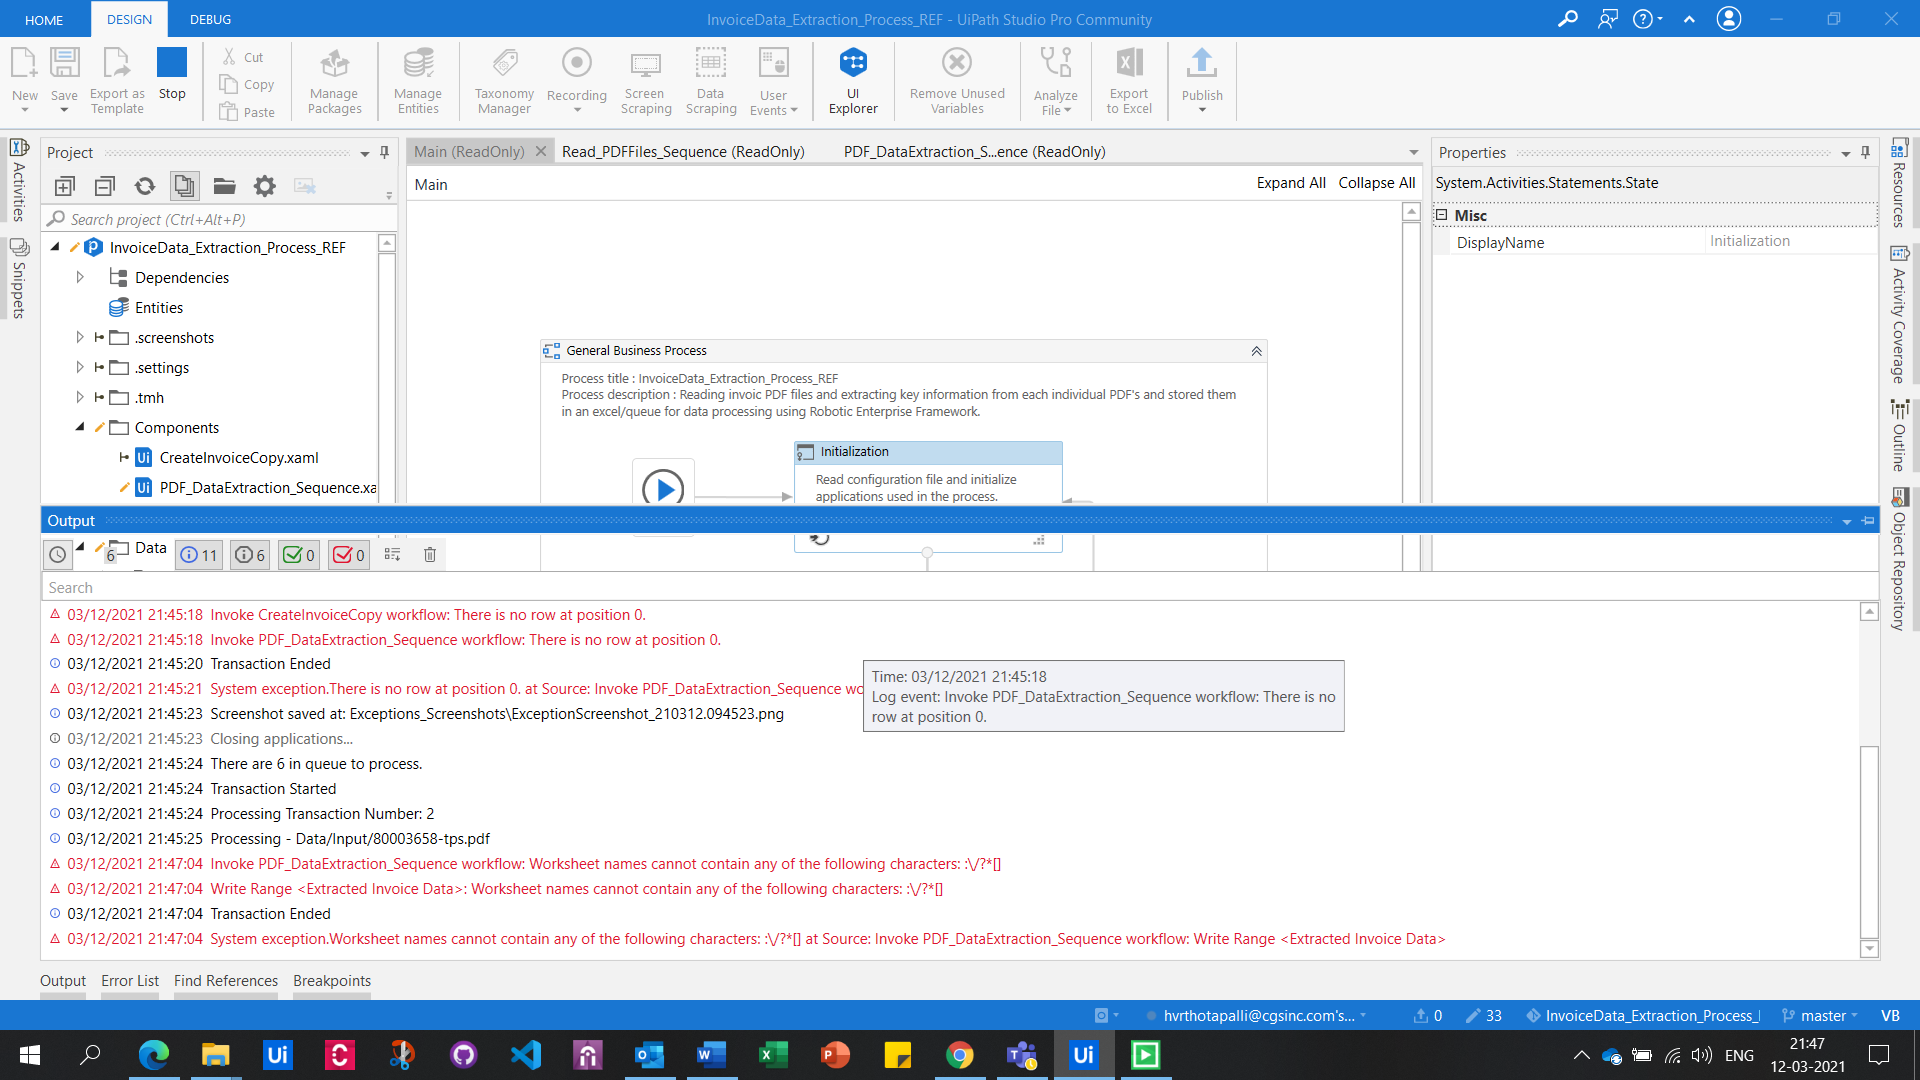 HOME
DESIGN
DEBUG
InvoiceData_Extraction_Process_REF - UiPath Studio Pro Community
New
Save
Export as
Template
Stop
Cut
Copy
Paste
Manage
Packages
Manage
Entities
Taxonomy
Manager
Recording
Screen
Scraping
Data
Scraping
User
Events
UI
Explorer
Remove Unused
Variables
Analyze
File
Export
to Excel
Publish
Activities
Snippets
Project
Search project (Ctrl+Alt+P)
InvoiceData_Extraction_Process_REF
Dependencies
Entities
.screenshots
.settings
.tmh
Components
CreateInvoiceCopy.xaml
PDF_DataExtraction_Sequence.xa
Main (ReadOnly)
Read_PDFFiles_Sequence (ReadOnly)
PDF_DataExtraction_S...ence (ReadOnly)
Main
Expand All
Collapse All
General Business Process
Process title : InvoiceData_Extraction_Process_REF
Process description : Reading invoic PDF files and extracting key information from each individual PDF's and stored them
in an excel/queue for data processing using Robotic Enterprise Framework.
Initialization
Read configuration file and initialize
applications used in the process.
Properties
System.Activities.Statements.State
Misc
DisplayName
Initialization
Resources
Activity Coverage
Outline
Object Repository
Output
6
Data
11
6
0
0
Search
03/12/2021 21:45:18 Invoke CreateInvoiceCopy workflow: There is no row at position 0.
03/12/2021 21:45:18 Invoke PDF_DataExtraction_Sequence workflow: There is no row at position 0.
03/12/2021 21:45:20 Transaction Ended
03/12/2021 21:45:21 System exception.There is no row at position 0. at Source: Invoke PDF_DataExtraction_Sequence wo
03/12/2021 21:45:23 Screenshot saved at: Exceptions_Screenshots\ExceptionScreenshot_210312.094523.png
03/12/2021 21:45:23 Closing applications...
03/12/2021 21:45:24 There are 6 in queue to process.
03/12/2021 21:45:24 Transaction Started
03/12/2021 21:45:24 Processing Transaction Number: 2
03/12/2021 21:45:25 Processing - Data/Input/80003658-tps.pdf
03/12/2021 21:47:04 Invoke PDF_DataExtraction_Sequence workflow: Worksheet names cannot contain any of the following characters: :\/?*[]
03/12/2021 21:47:04 Write Range <Extracted Invoice Data>: Worksheet names cannot contain any of the following characters: :\/?*[]
03/12/2021 21:47:04 Transaction Ended
03/12/2021 21:47:04 System exception.Worksheet names cannot contain any of the following characters: :\/?*[] at Source: Invoke PDF_DataExtraction_Sequence workflow: Write Range <Extracted Invoice Data>
Time: 03/12/2021 21:45:18
Log event: Invoke PDF_DataExtraction_Sequence workflow: There is no
row at position 0.
Output
Error List
Find References
Breakpoints
hvrthotapalli@cgsinc.com's...
0
33
InvoiceData_Extraction_Process_
master
VB
ENG
21:47
12-03-2021